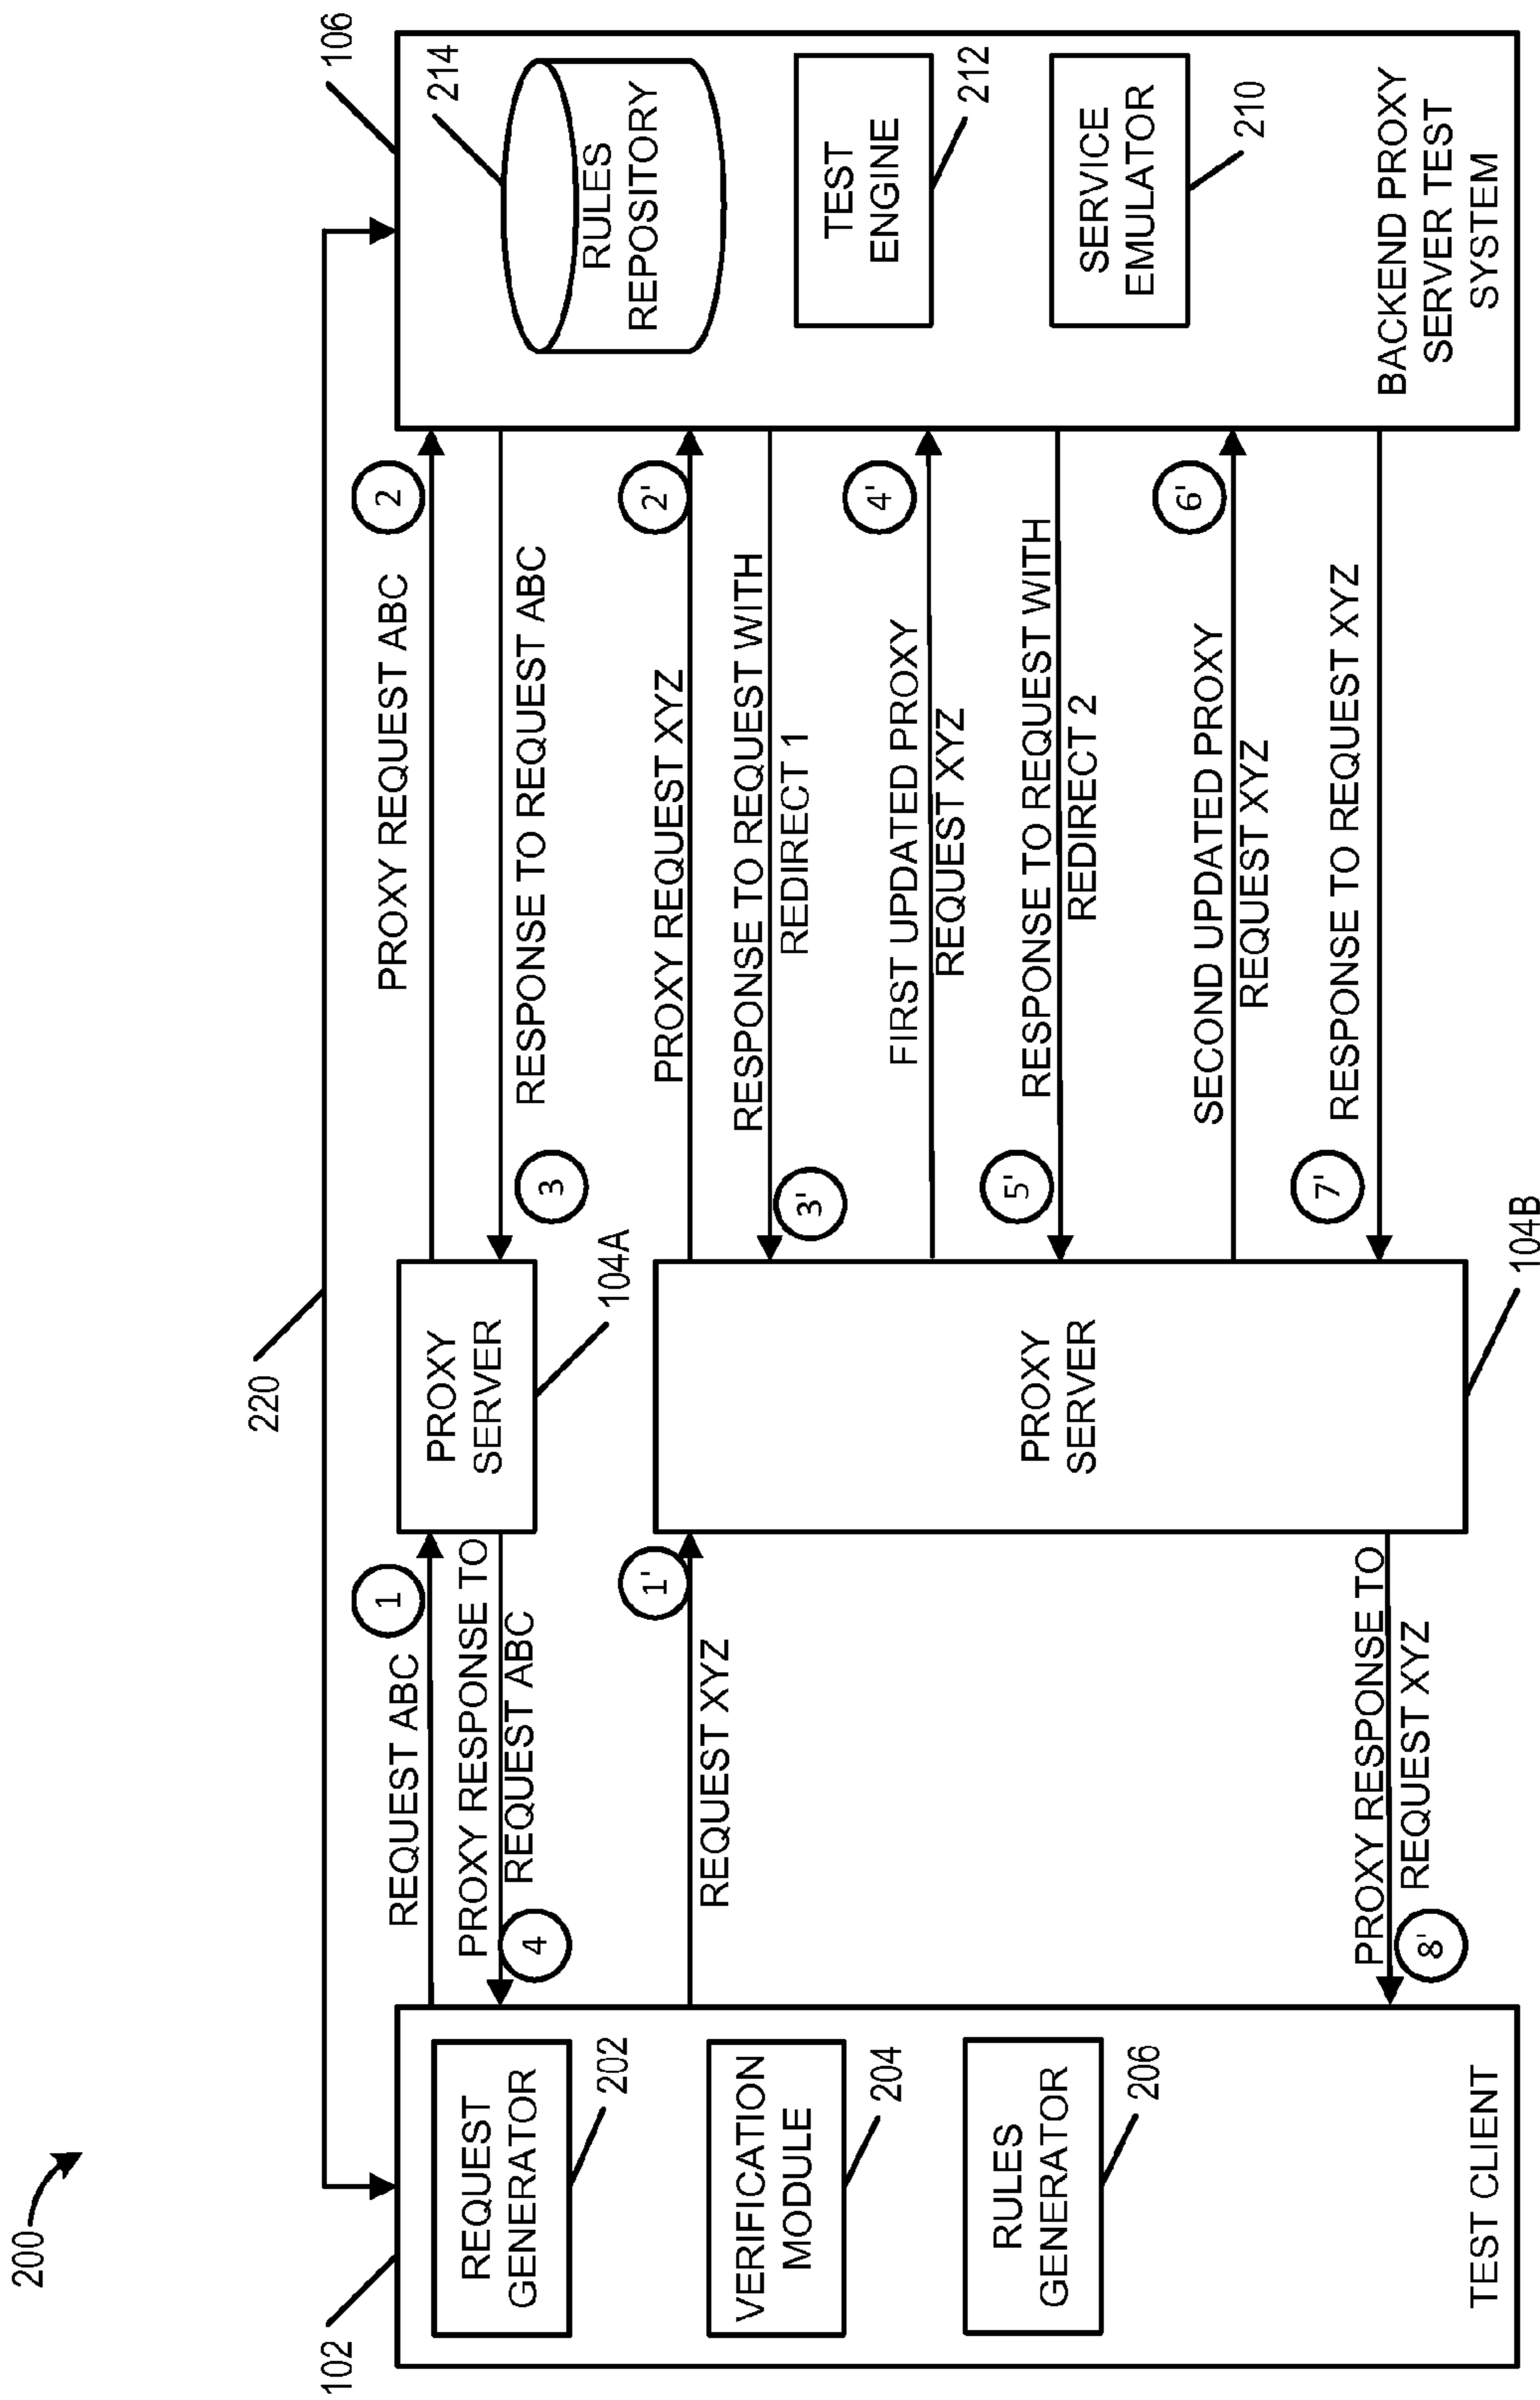 200
220
102
REQUEST
GENERATOR
202
VERIFICATION
MODULE
204
RULES
GENERATOR
206
TEST CLIENT
REQUEST ABC
1
PROXY RESPONSE TO
REQUEST ABC
4
REQUEST XYZ
1'
PROXY RESPONSE TO
REQUEST XYZ
8'
PROXY
SERVER
104A
PROXY
SERVER
104B
PROXY REQUEST ABC
2
RESPONSE TO REQUEST ABC
3
PROXY REQUEST XYZ
2'
RESPONSE TO REQUEST WITH
REDIRECT 1
3'
FIRST UPDATED PROXY
REQUEST XYZ
4'
RESPONSE TO REQUEST WITH
REDIRECT 2
5'
SECOND UPDATED PROXY
REQUEST XYZ
6'
RESPONSE TO REQUEST XYZ
7'
106
214
RULES
REPOSITORY
TEST
ENGINE
212
SERVICE
EMULATOR
210
BACKEND PROXY
SERVER TEST
SYSTEM